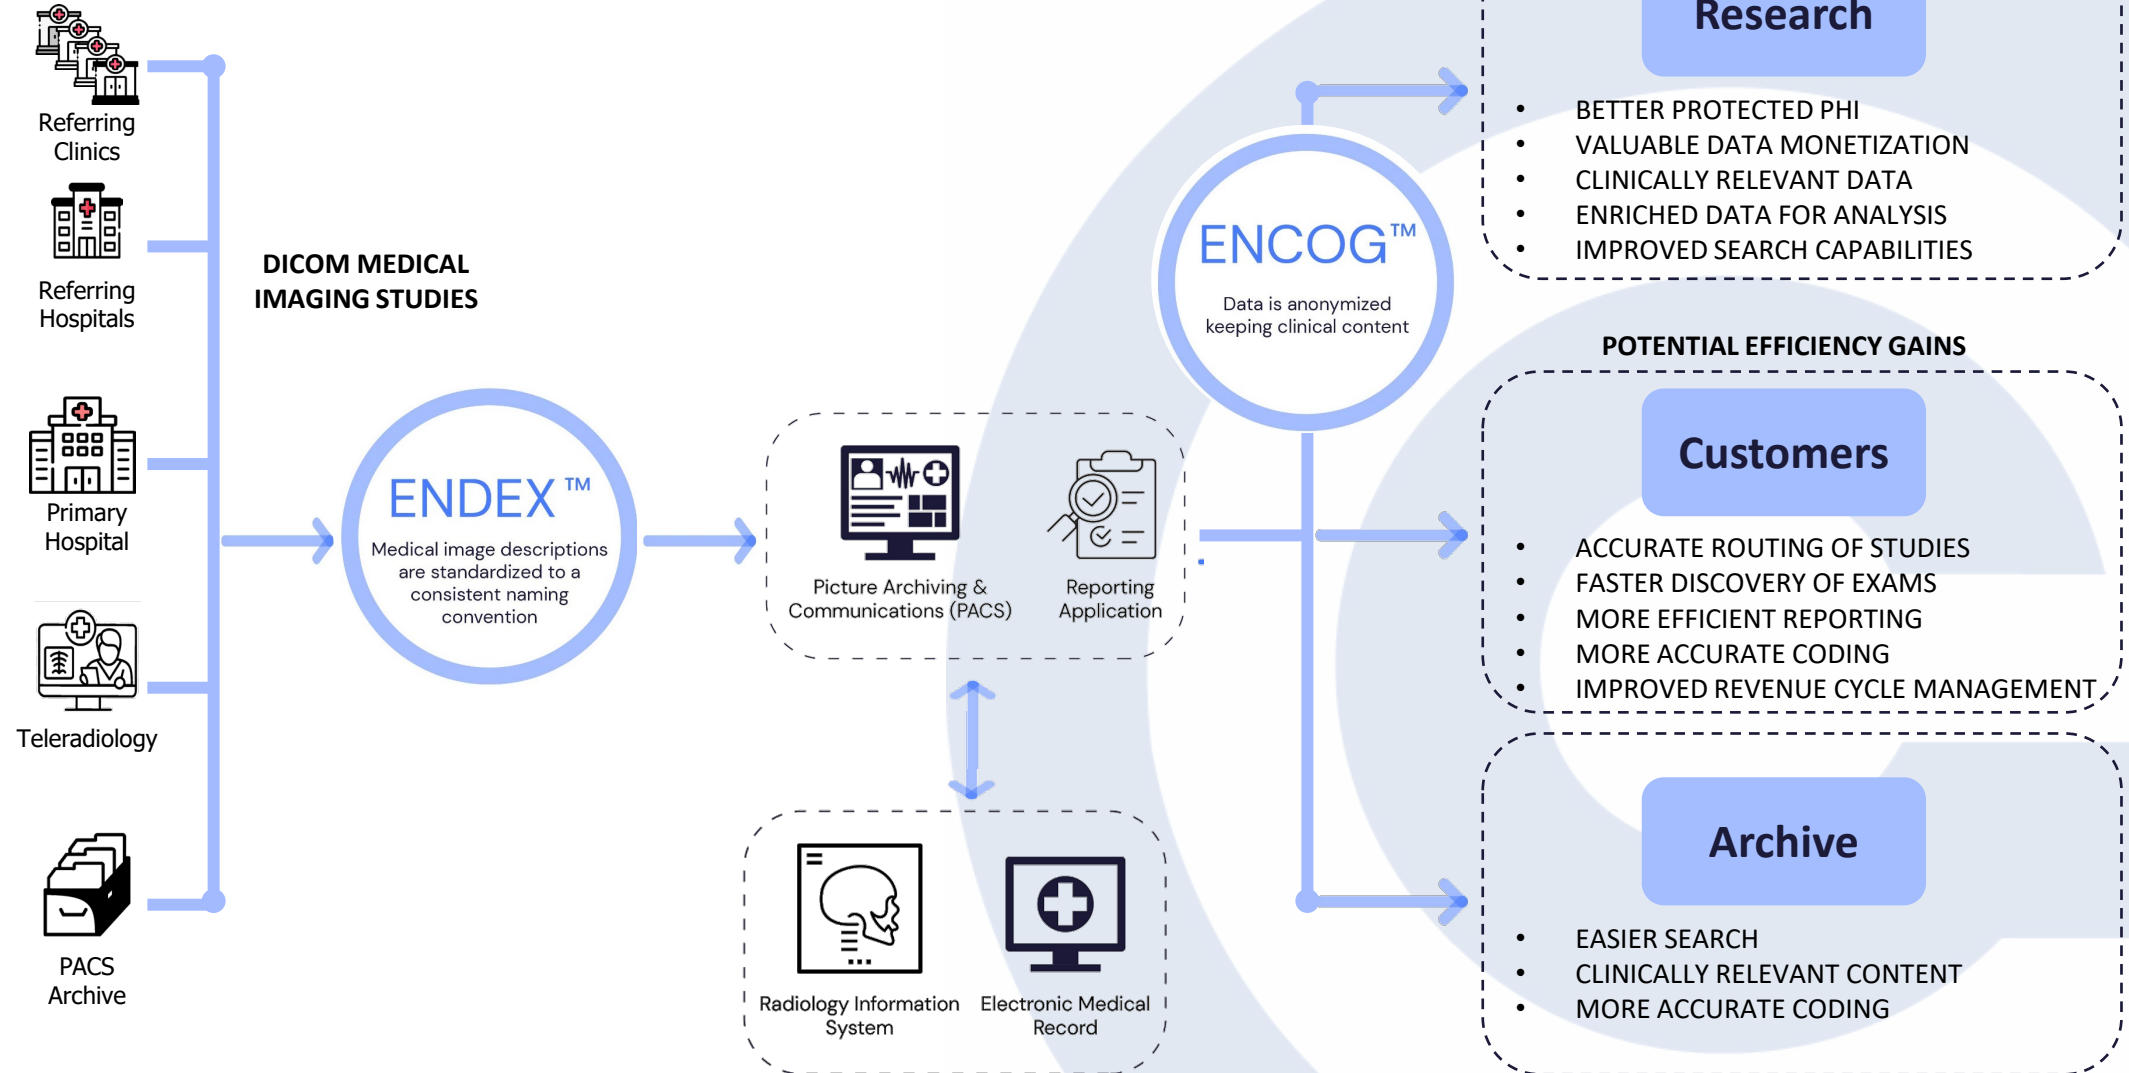 Referring
Clinics
Referring
Hospitals
Primary
Hospital
Teleradiology
PACS
Archive
DICOM MEDICAL
IMAGING STUDIES
ENDEX™
Medical image descriptions
are standardized to a
consistent naming
convention
Picture Archiving &
Communications (PACS)
Reporting
Application
Radiology Information
System
Electronic Medical
Record
ENCOG™
Data is anonymized
keeping clinical content
Research
• BETTER PROTECTED PHI
• VALUABLE DATA MONETIZATION
• CLINICALLY RELEVANT DATA
• ENRICHED DATA FOR ANALYSIS
• IMPROVED SEARCH CAPABILITIES
POTENTIAL EFFICIENCY GAINS
Customers
• ACCURATE ROUTING OF STUDIES
• FASTER DISCOVERY OF EXAMS
• MORE EFFICIENT REPORTING
• MORE ACCURATE CODING
• IMPROVED REVENUE CYCLE MANAGEMENT
Archive
• EASIER SEARCH
• CLINICALLY RELEVANT CONTENT
• MORE ACCURATE CODING